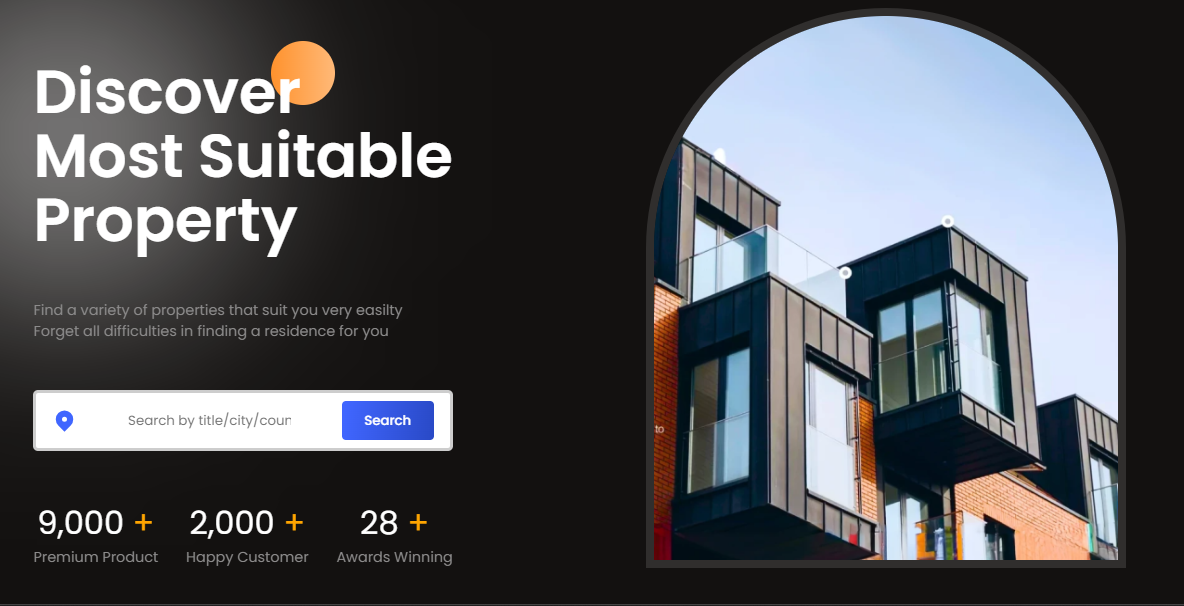 Discover
Most Suitable
Property
Find a variety of properties that suit you very easilty
Forget all difficulties in finding a residence for you
Search by title/city/coun
Search
9,000 +
2,000 +
28 +
Premium Product
Happy Customer
Awards Winning
to